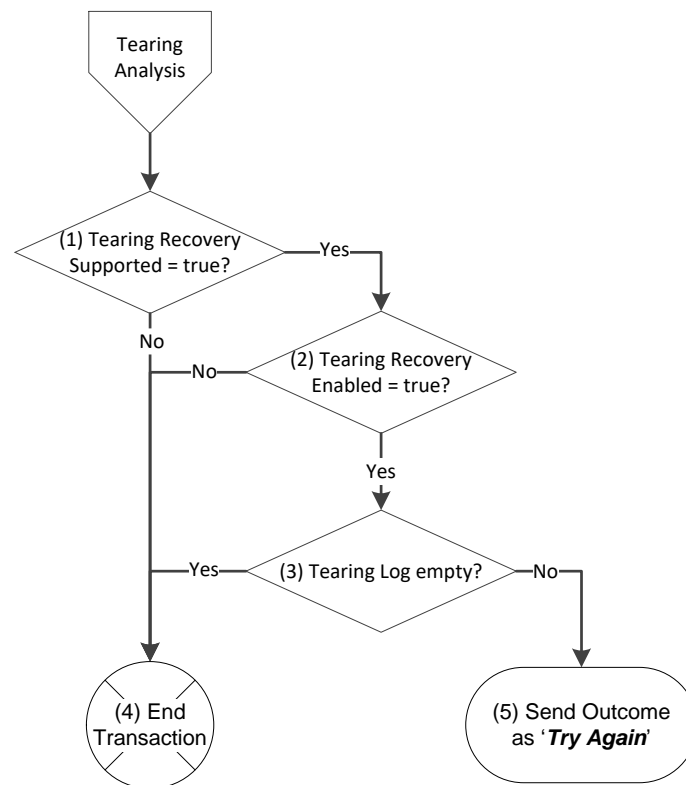 Tearing
Analysis
(1) Tearing Recovery
Supported = true?
Yes
No
(2) Tearing Recovery
Enabled = true?
No
Yes
Yes
(3) Tearing Log empty?
No
(4) End
Transaction
(5) Send Outcome
as ‘Try Again’